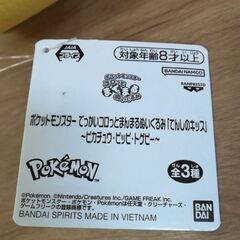 JAIA
対象年齢8才以上
BANDAI NAMCO
BANPRESTO
ポケットモンスター てっかいコロっとまんまるぬいぐるみ「てんしのキッス」
～ピカチュウ・ピッピ・トゲピー～
Pokémon
全3種
©Nintendo/Creatures Inc./GAME FREAK inc.
ポケットモンスター・ポケモン・Pokémonは任天堂・クリーチャーズ・
ゲームフリークの登録商標です。
BANDAI SPIRITS MADE IN VIETNAM
BANDAI